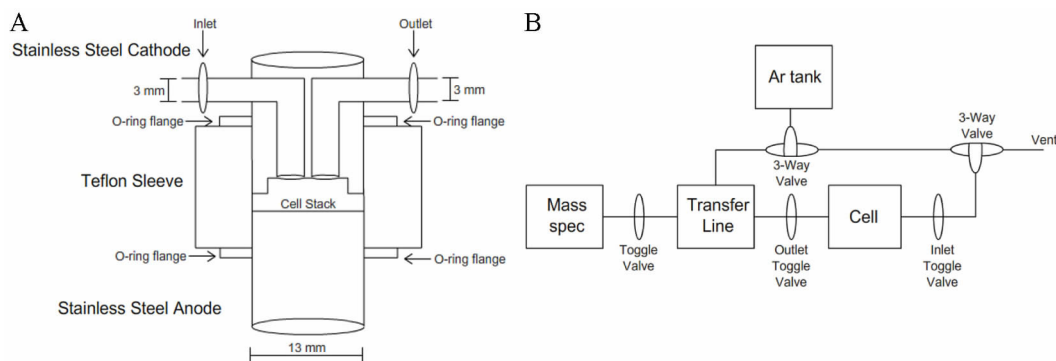 A
Inlet
Outlet
Stainless Steel Cathode
3 mm
3 mm
O-ring flange
O-ring flange
Teflon Sleeve
Cell Stack
O-ring flange
O-ring flange
Stainless Steel Anode
13 mm
B
Ar tank
3-Way
Valve
Vent
3-Way
Valve
Mass
spec
Transfer
Line
Cell
Toggle
Valve
Outlet
Toggle
Valve
Inlet
Toggle
Valve